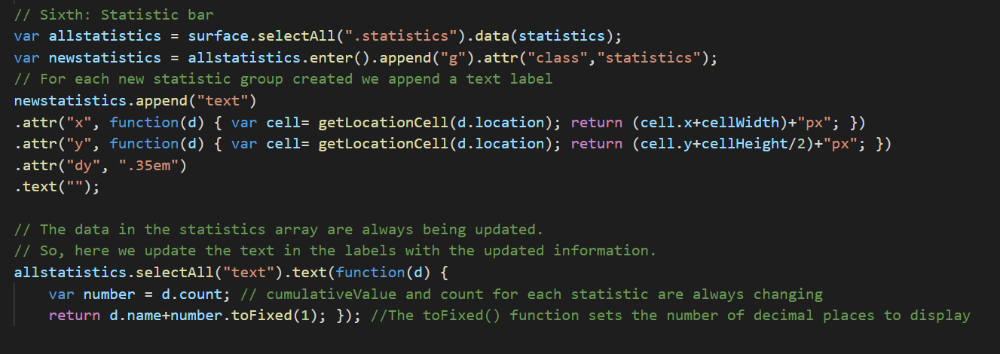 // Sixth: Statistic bar
var allstatistics = surface.selectAll(".statistics").data(statistics);
var newstatistics = allstatistics.enter().append("g").attr("class","statistics");
// For each new statistic group created we append a text label
newstatistics.append("text")
.attr("x", function(d) { var cell= getLocationCell(d.location); return (cell.x+cellWidth)+"px"; })
.attr("y", function(d) { var cell= getLocationCell(d.location); return (cell.y+cellHeight/2)+"px"; })
.attr("dy", ".35em")
.text("");

// The data in the statistics array are always being updated.
// So, here we update the text in the labels with the updated information.
allstatistics.selectAll("text").text(function(d) {
    var number = d.count; // cumulativeValue and count for each statistic are always changing
    return d.name+number.toFixed(1); }); //The toFixed() function sets the number of decimal places to display